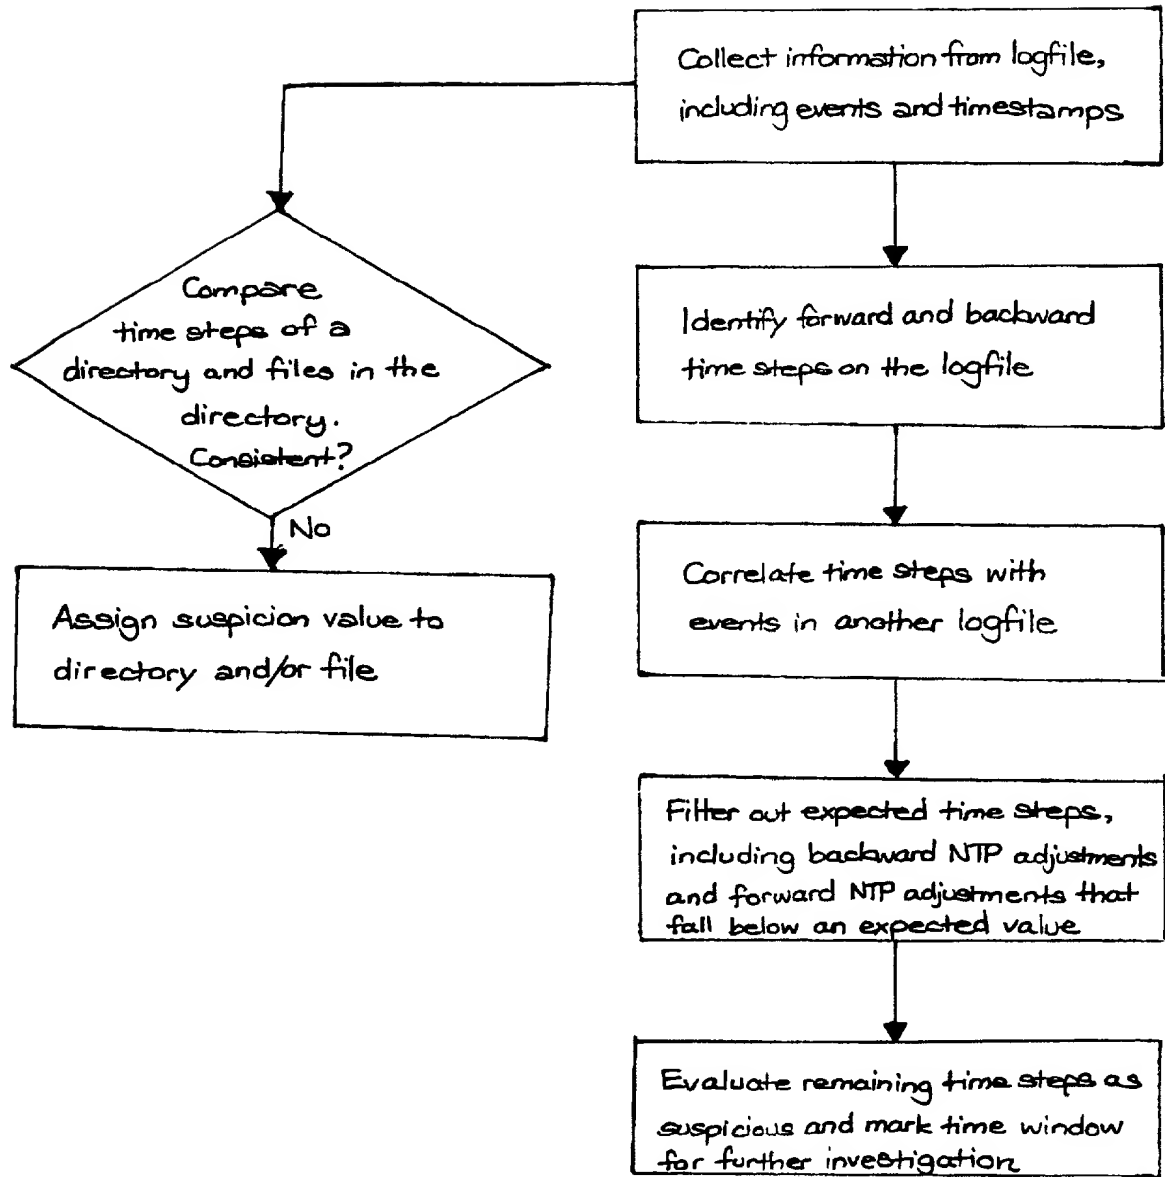 Collect information from logfile,
including events and timestamps
Compare
time steps of a
directory and files in the
directory.
Consistent?
No
Assign suspicion value to
directory and/or file
Identify forward and backward
time steps on the logfile
Correlate time steps with
events in another logfile
Filter out expected time steps,
including backward NTP adjustments
and forward NTP adjustments that
fall below an expected value
Evaluate remaining time steps as
suspicious and mark time window
for further investigation